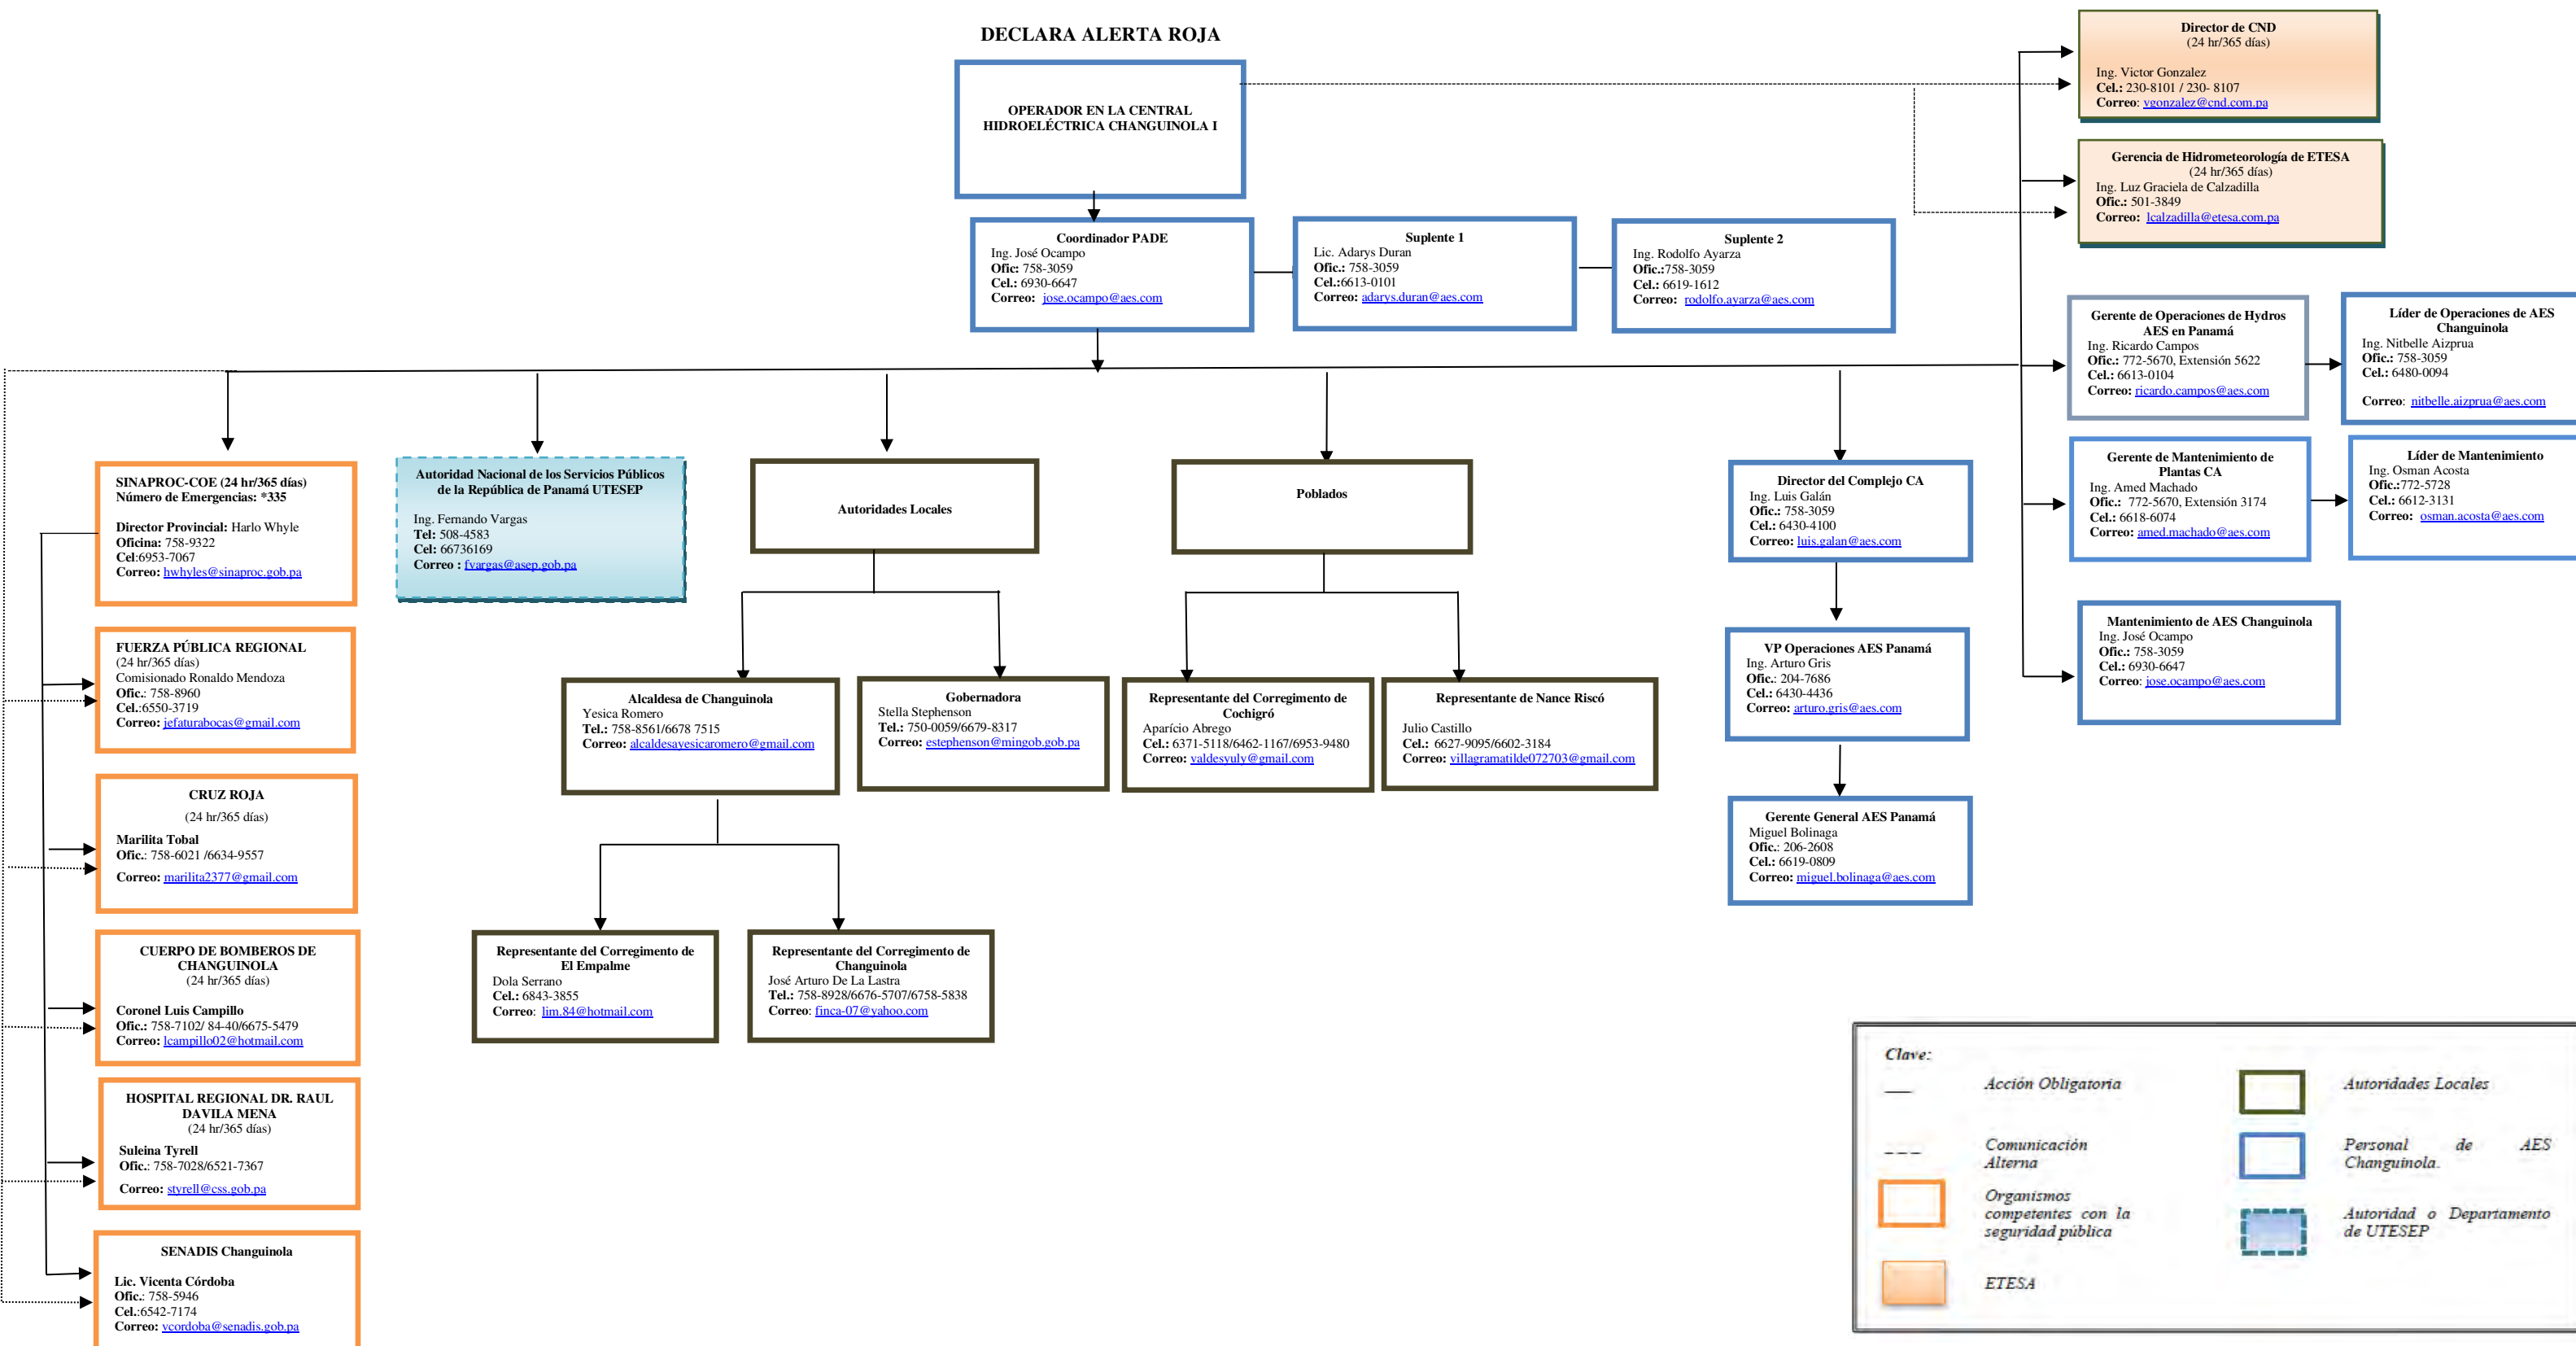 DECLARA ALERTA ROJA
OPERADOR EN LA CENTRAL
HIDROELÉCTRICA CHANGUINOLA I
Director de CND
(24 hr/365 días)
Ing. Victor Gonzalez
Cel.: 230-8101 / 230- 8107
Correo: vgonzalez@cnd.com.pa
Gerencia de Hidrometeorología de ETESA
(24 hr/365 días)
Ing. Luz Graciela de Calzadilla
Ofic.: 501-3849
Correo: lcalzadilla@etesa.com.pa
Coordinador PADE
Ing. José Ocampo
Ofic: 758-3059
Cel.: 6930-6647
Correo: jose.ocampo@aes.com
Suplente 1
Lic. Adarys Duran
Ofic.: 758-3059
Cel.:6613-0101
Correo: adarys.duran@aes.com
Suplente 2
Ing. Rodolfo Ayarza
Ofic.:758-3059
Cel.: 6619-1612
Correo: rodolfo.ayarza@aes.com
Gerente de Operaciones de Hydros
AES en Panamá
Ing. Ricardo Campos
Ofic.: 772-5670, Extensión 5622
Cel.: 6613-0104
Correo: ricardo.campos@aes.com
Líder de Operaciones de AES
Changuinola
Ing. Nitbelle Aizprua
Ofic.: 758-3059
Cel.: 6480-0094
Correo: nitbelle.aizprua@aes.com
Gerente de Mantenimiento de
Plantas CA
Ing. Amed Machado
Ofic.: 772-5670, Extensión 3174
Cel.: 6618-6074
Correo: amed.machado@aes.com
Líder de Mantenimiento
Ing. Osman Acosta
Ofic.:772-5728
Cel.: 6612-3131
Correo: osman.acosta@aes.com
Mantenimiento de AES Changuinola
Ing. José Ocampo
Ofic.: 758-3059
Cel.: 6930-6647
Correo: jose.ocampo@aes.com
SINAPROC-COE (24 hr/365 días)
Número de Emergencias: *335
Director Provincial: Harlo Whyle
Oficina: 758-9322
Cel:6953-7067
Correo: hwhyles@sinaproc.gob.pa
Autoridad Nacional de los Servicios Públicos
de la República de Panamá UTESEP
Ing. Fernando Vargas
Tel: 508-4583
Cel: 66736169
Correo : fvargas@asep.gob.pa
Autoridades Locales
Poblados
Director del Complejo CA
Ing. Luis Galán
Ofic.: 758-3059
Cel.: 6430-4100
Correo: luis.galan@aes.com
VP Operaciones AES Panamá
Ing. Arturo Gris
Ofic.: 204-7686
Cel.: 6430-4436
Correo: arturo.gris@aes.com
Gerente General AES Panamá
Miguel Bolinaga
Ofic.: 206-2608
Cel.: 6619-0809
Correo: miguel.bolinaga@aes.com
FUERZA PÚBLICA REGIONAL
(24 hr/365 días)
Comisionado Ronaldo Mendoza
Ofic.: 758-8960
Cel.:6550-3719
Correo: jefaturabocas@gmail.com
Alcaldesa de Changuinola
Yesica Romero
Tel.: 758-8561/6678 7515
Correo: alcaldesayesicaromero@gmail.com
Gobernadora
Stella Stephenson
Tel.: 750-0059/6679-8317
Correo: estephenson@mingob.gob.pa
Representante del Corregimento de
Cochigró
Aparício Abrego
Cel.: 6371-5118/6462-1167/6953-9480
Correo: valdesyuly@gmail.com
Representante de Nance Riscó
Julio Castillo
Cel.: 6627-9095/6602-3184
Correo: villagramatilde072703@gmail.com
CRUZ ROJA
(24 hr/365 días)
Marilita Tobal
Ofic.: 758-6021 /6634-9557
Correo: marilita2377@gmail.com
CUERPO DE BOMBEROS DE
CHANGUINOLA
(24 hr/365 días)
Coronel Luis Campillo
Ofic.: 758-7102/ 84-40/6675-5479
Correo: lcampillo02@hotmail.com
Representante del Corregimento de
El Empalme
Dola Serrano
Cel.: 6843-3855
Correo: lim.84@hotmail.com
Representante del Corregimento de
Changuinola
José Arturo De La Lastra
Tel.: 758-8928/6676-5707/6758-5838
Correo: finca-07@yahoo.com
HOSPITAL REGIONAL DR. RAUL
DAVILA MENA
(24 hr/365 días)
Suleina Tyrell
Ofic.: 758-7028/6521-7367
Correo: styrell@css.gob.pa
SENADIS Changuinola
Lic. Vicenta Córdoba
Ofic.: 758-5946
Cel.:6542-7174
Correo: vcordoba@senadis.gob.pa
Clave:
Acción Obligatoria
Comunicación
Alterna
Organismos
competentes con la
seguridad pública
ETESA
Autoridades Locales
Personal de AES
Changuinola.
Autoridad o Departamento
de UTESEP